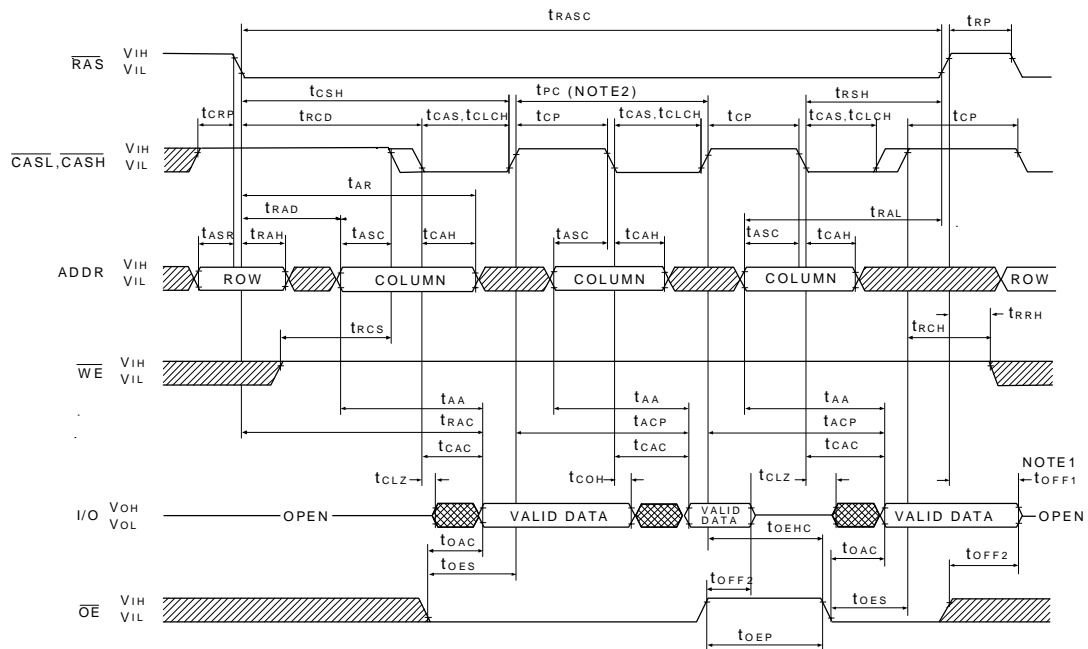 tRASC
tRP
RAS VIH
VIL
tCSH
tPC (NOTE2)
tRSH
tCRP
tRCD
tCAS,tCLCH
tCP
tCAS,tCLCH
tCP
tCAS,tCLCH
tCP
CASL,CASH VIH
VIL
tAR
tRAD
tRAL
tASR
tRAH
tASC
tCAH
tASC
tCAH
tASC
tCAH
ADDR VIH
VIL
ROW
COLUMN
COLUMN
COLUMN
ROW
tRCS
tRCH
tRRH
WE VIH
VIL
tAA
tAA
tAA
tRAC
tACP
tACP
tCAC
tCAC
tCAC
NOTE1
tCLZ
tCOH
tCLZ
tOFF1
I/O VOH
VOL
OPEN
VALID DATA
VALID
DATA
VALID DATA
OPEN
tOEHC
tOAC
tOAC
tOES
tOFF2
tOFF2
tOES
OE VIH
VIL
tOEP